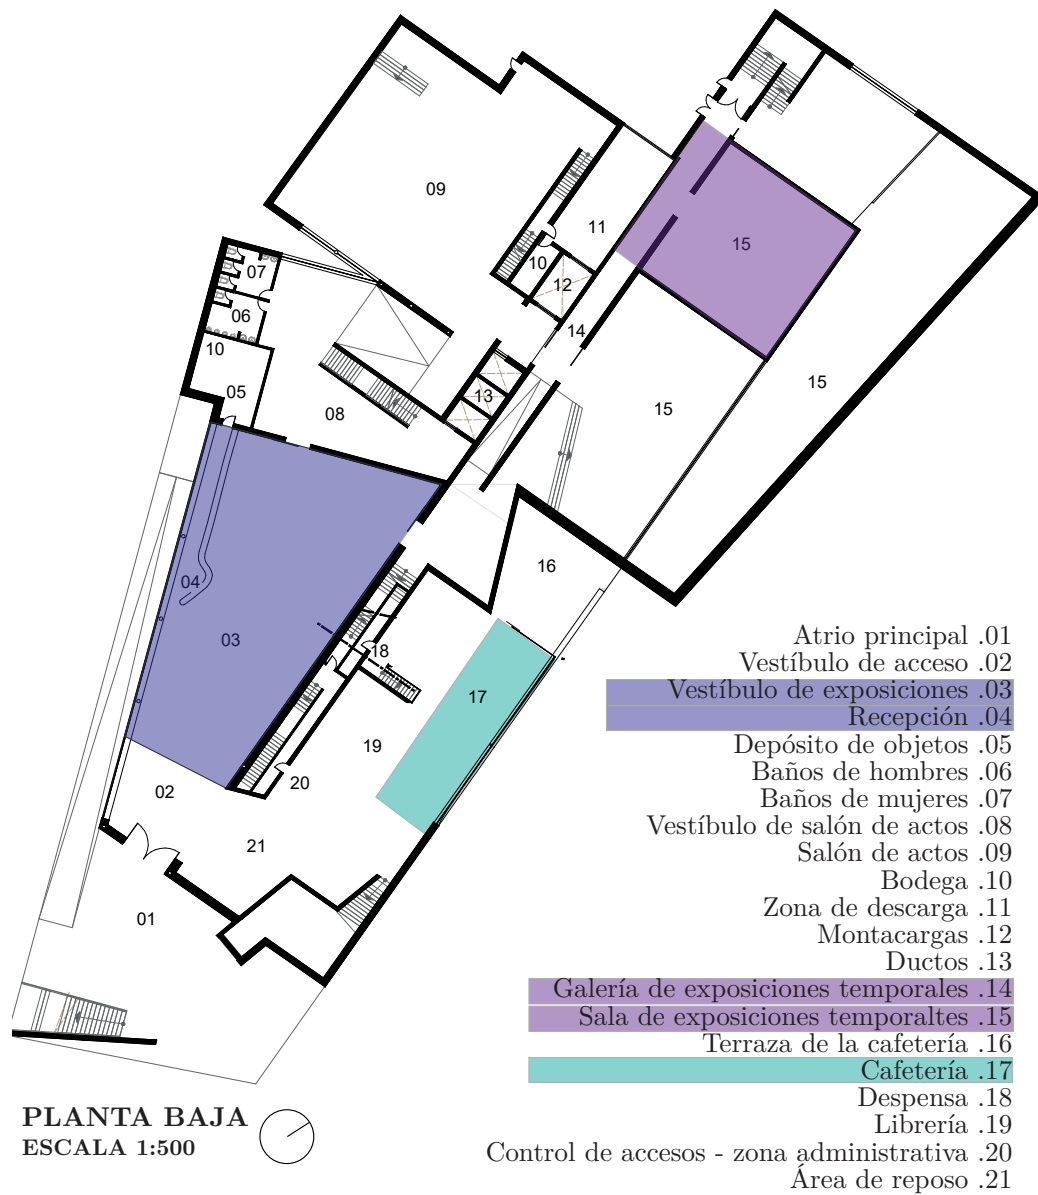 09
11
15
10
12
07
06
10
14
15
05
13
15
08
16
04
03
18
17
19
20
02
21
01
Atrio principal .01
Vestíbulo de acceso .02
Vestíbulo de exposiciones .03
Recepción .04
Depósito de objetos .05
Baños de hombres .06
Baños de mujeres .07
Vestíbulo de salón de actos .08
Salón de actos .09
Bodega .10
Zona de descarga .11
Montacargas .12
Ductos .13
Galería de exposiciones temporales .14
Sala de exposiciones temporaltes .15
Terraza de la cafetería .16
Cafetería .17
Despensa .18
Librería .19
Control de accesos - zona administrativa .20
Área de reposo .21
PLANTA BAJA
ESCALA 1:500